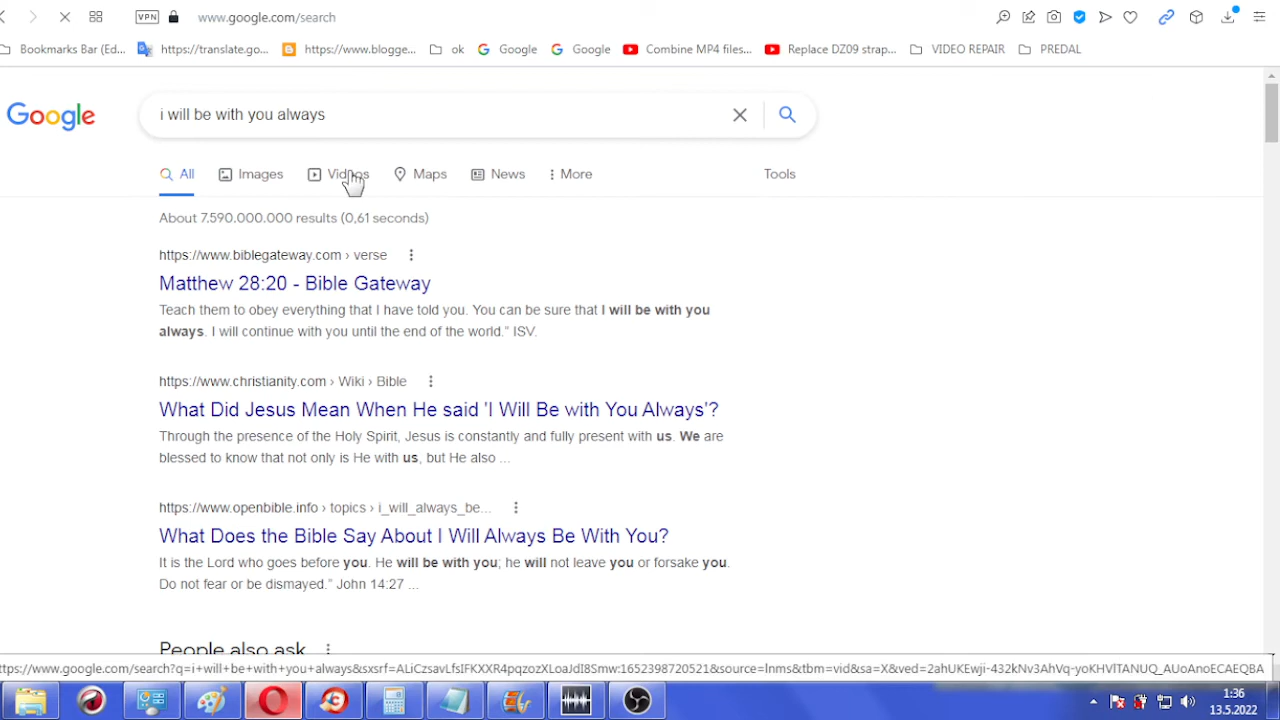 VPN www.google.com/search
Bookmarks Bar (Ed... https://translate.go... https://www.blogge... ok Google Google Combine MP4 files... Replace DZ09 strap... VIDEO REPAIR PREDAL
Google i will be with you always
All Images Videos Maps News More Tools
About 7.590.000.000 results (0,61 seconds)
https://www.biblegateway.com › verse
Matthew 28:20 - Bible Gateway
Teach them to obey everything that I have told you. You can be sure that I will be with you
always. I will continue with you until the end of the world.” ISV.
https://www.christianity.com › Wiki › Bible
What Did Jesus Mean When He said 'I Will Be with You Always'?
Through the presence of the Holy Spirit, Jesus is constantly and fully present with us. We are
blessed to know that not only is He with us, but He also ...
https://www.openbible.info › topics › i_will_always_be...
What Does the Bible Say About I Will Always Be With You?
It is the Lord who goes before you. He will be with you; he will not leave you or forsake you.
Do not fear or be dismayed.” John 14:27 ...
People also ask
ttps://www.google.com/search?q=i+will+be+with+you+always&sxsrf=ALiCzsavLfsIFKXXR4pqzozXLoaJdI8Smw:1652398720521&source=lnms&tbm=vid&sa=X&ved=2ahUKEwj-432kNv3AhVq-yoKHVlTANUQ_AUoAnoECAEQBA
1:36
13.5.2022